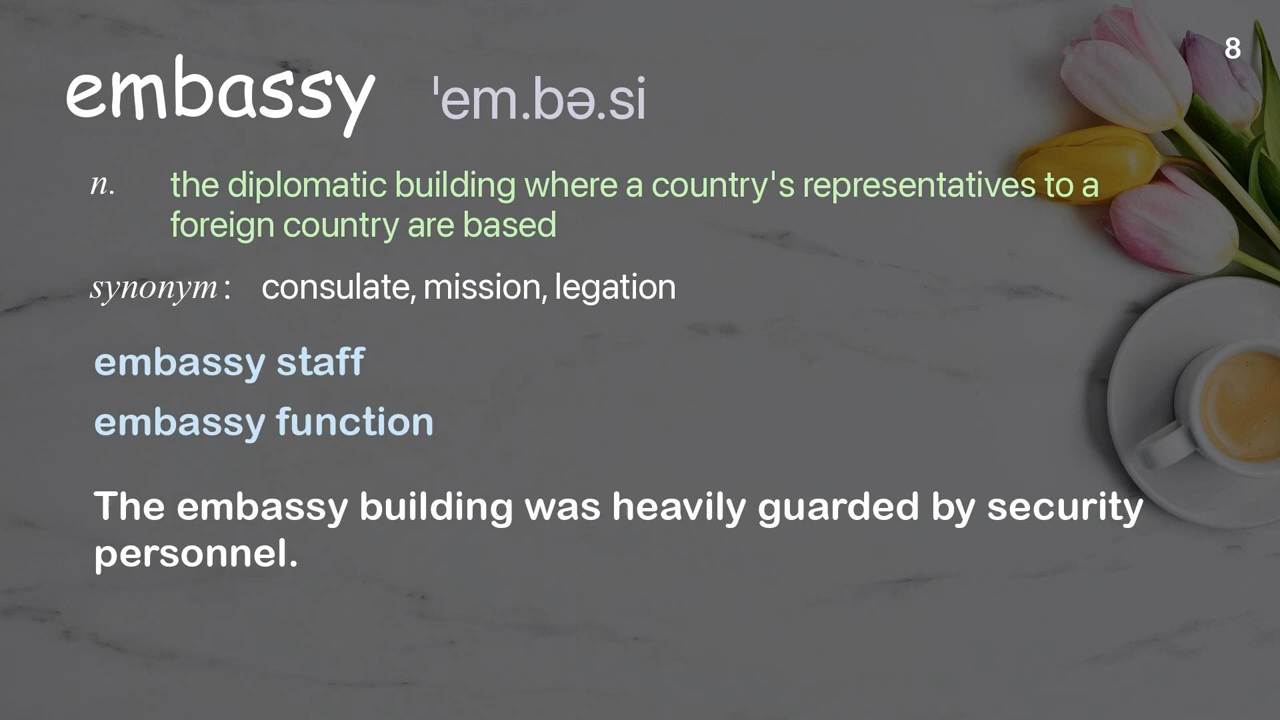 8
embassy ˈem.bə.si
n. the diplomatic building where a country's representatives to a
foreign country are based
synonym: consulate, mission, legation
embassy staff
embassy function
The embassy building was heavily guarded by security
personnel.